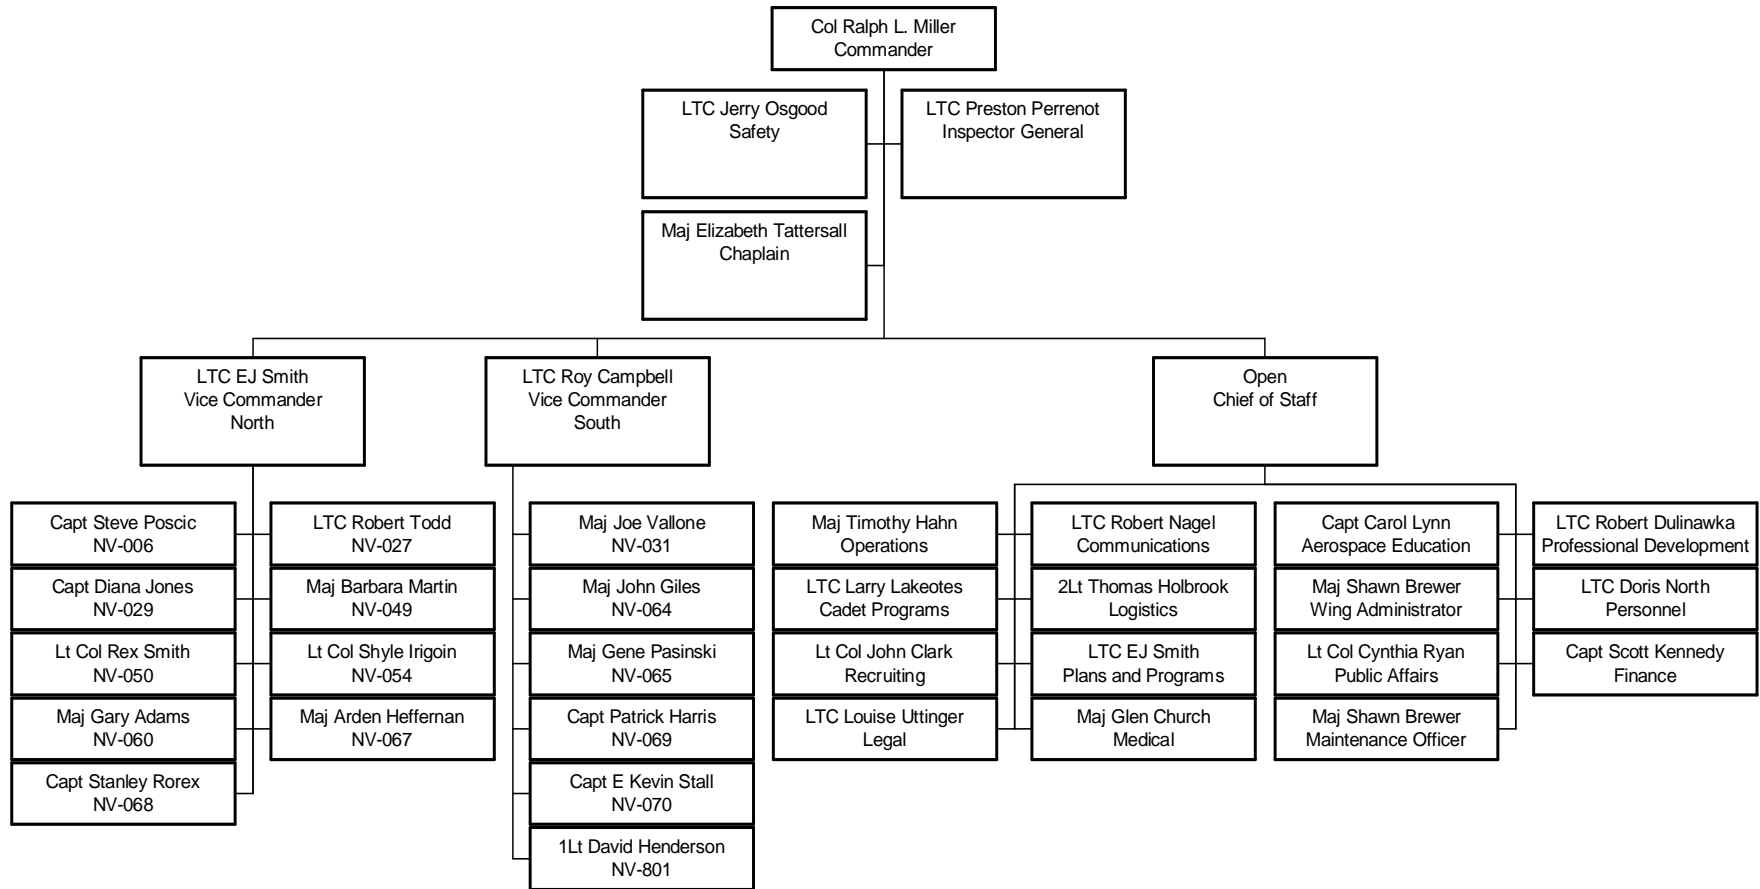 Col Ralph L. Miller
Commander
LTC Jerry Osgood
Safety
LTC Preston Perrenot
Inspector General
Maj Elizabeth Tattersall
Chaplain
LTC EJ Smith
Vice Commander
North
LTC Roy Campbell
Vice Commander
South
Open
Chief of Staff
Capt Steve Poscic
NV-006
LTC Robert Todd
NV-027
Capt Diana Jones
NV-029
Maj Barbara Martin
NV-049
Lt Col Rex Smith
NV-050
Lt Col Shyle Irigoin
NV-054
Maj Gary Adams
NV-060
Maj Arden Heffernan
NV-067
Capt Stanley Rorex
NV-068
Maj Joe Vallone
NV-031
Maj John Giles
NV-064
Maj Gene Pasinski
NV-065
Capt Patrick Harris
NV-069
Capt E Kevin Stall
NV-070
1Lt David Henderson
NV-801
Maj Timothy Hahn
Operations
LTC Robert Nagel
Communications
LTC Larry Lakeotes
Cadet Programs
2Lt Thomas Holbrook
Logistics
Lt Col John Clark
Recruiting
LTC EJ Smith
Plans and Programs
LTC Louise Uttinger
Legal
Maj Glen Church
Medical
Capt Carol Lynn
Aerospace Education
LTC Robert Dulinawka
Professional Development
Maj Shawn Brewer
Wing Administrator
LTC Doris North
Personnel
Lt Col Cynthia Ryan
Public Affairs
Capt Scott Kennedy
Finance
Maj Shawn Brewer
Maintenance Officer